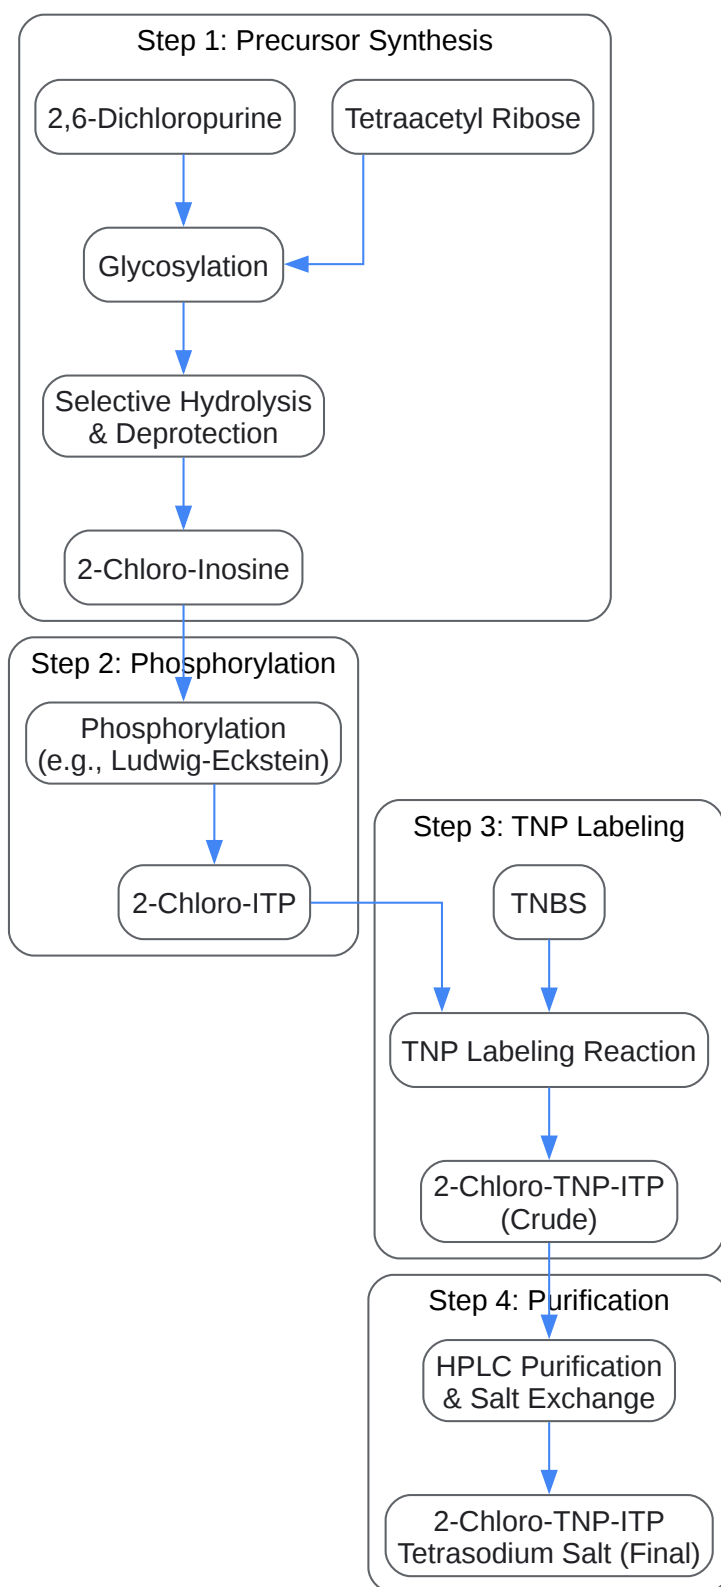 Step 1: Precursor Synthesis
2,6-Dichloropurine
Tetraacetyl Ribose
Glycosylation
Selective Hydrolysis
& Deprotection
2-Chloro-Inosine
Step 2: Phosphorylation
Phosphorylation
(e.g., Ludwig-Eckstein)
2-Chloro-ITP
Step 3: TNP Labeling
TNBS
TNP Labeling Reaction
2-Chloro-TNP-ITP
(Crude)
Step 4: Purification
HPLC Purification
& Salt Exchange
2-Chloro-TNP-ITP
Tetrasodium Salt (Final)